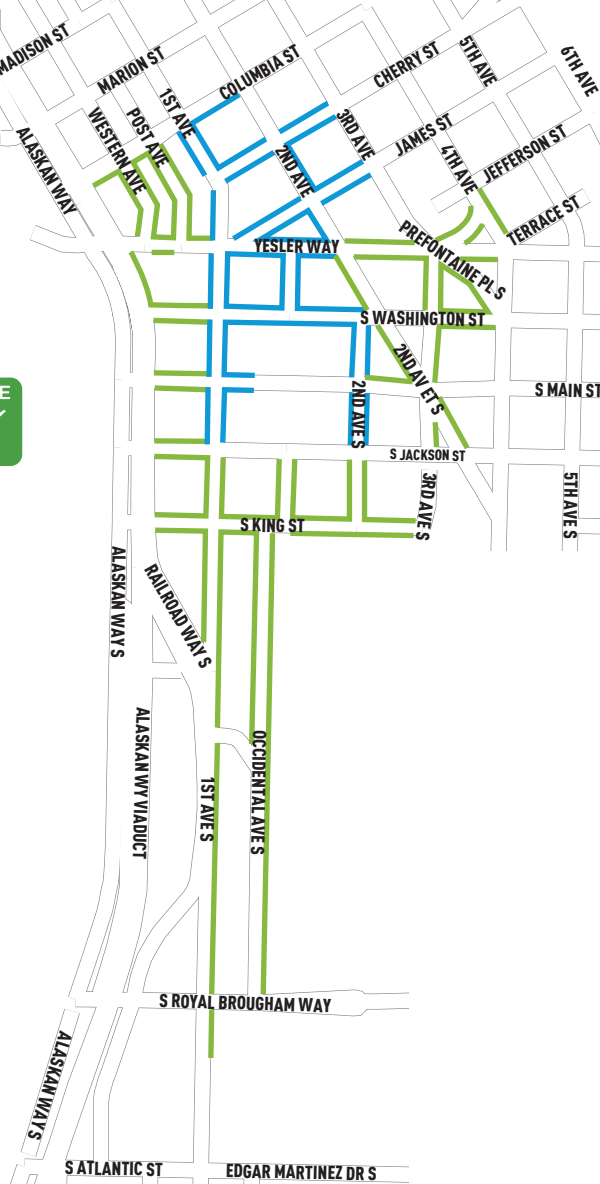 MADISON ST
MARION ST
COLUMBIA ST
CHERRY ST
5TH AVE
6TH AVE
1ST AVE
POST AVE
WESTERN AVE
ALASKAN WAY
3RD AVE
JAMES ST
2ND AVE
4TH AVE
JEFFERSON ST
TERRACE ST
YESLER WAY
PREFONTAINE PL S
S WASHINGTON ST
2ND AV ET S
E
2ND AVE S
S MAIN ST
S JACKSON ST
3RD AVE S
5TH AVE S
S KING ST
ALASKAN WAY S
RAILROAD WAY S
ALASKAN WY VIADUCT
1ST AVE S
OCCIDENTAL AVE S
S ROYAL BROUGHAM WAY
ALASKAN WAY S
S ATLANTIC ST
EDGAR MARTINEZ DR S